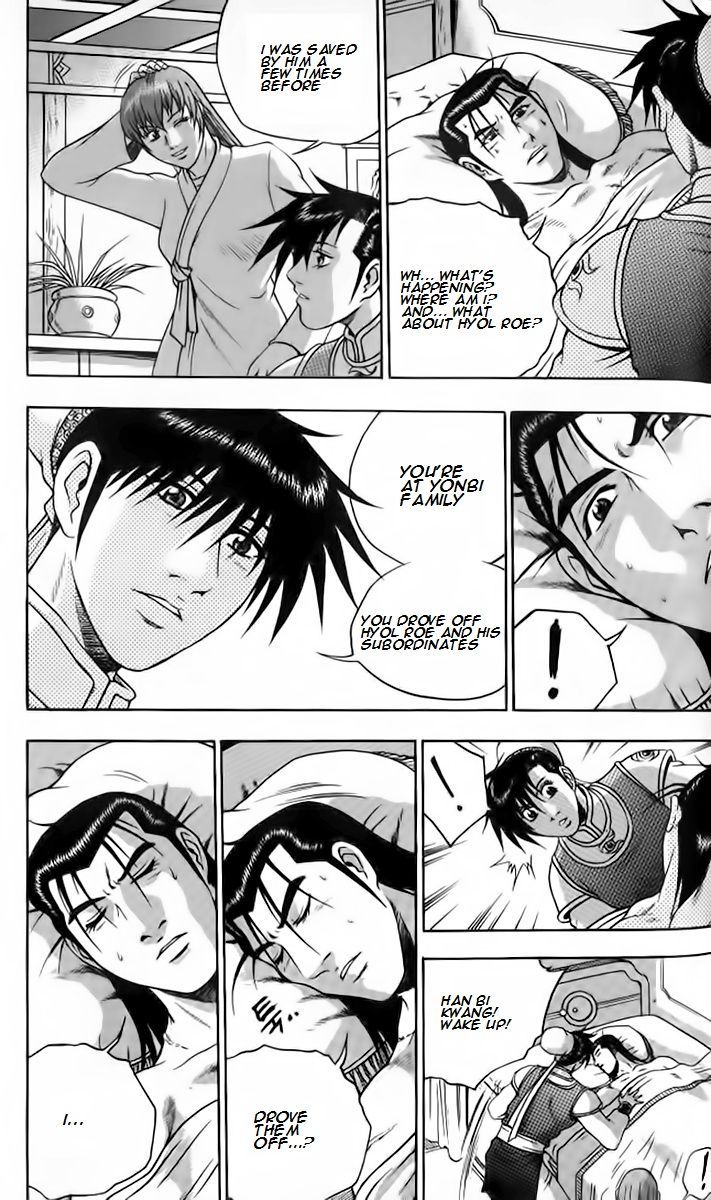 I WAS SAVED
BY HIM A
FEW TIMES
BEFORE
WH... WHAT'S
HAPPENING?
WHERE AM I?
AND... WHAT
ABOUT HYOL ROE?
YOU'RE
AT YONBI
FAMILY
YOU DROVE OFF
HYOL ROE AND HIS
SUBORDINATES
!
I...
DROVE
THEM
OFF...?
툭
!
HAN BI
KWANG!
WAKE UP!
!